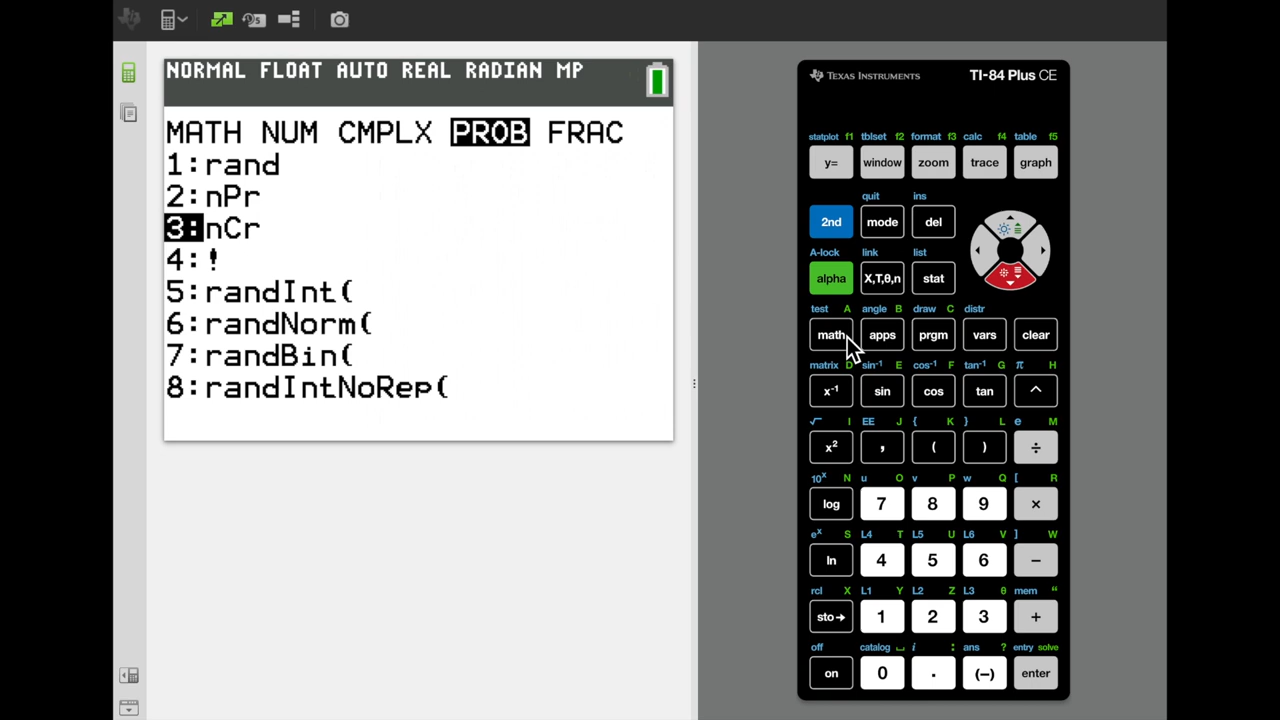 NORMAL FLOAT AUTO REAL RADIAN MP
MATH NUM CMPLX PROB FRAC
1:rand
2:nPr
3:nCr
4:!
5:randInt(
6:randNorm(
7:randBin(
8:randIntNoRep(
TEXAS INSTRUMENTS TI-84 Plus CE
statplot f1 tblset f2 format f3 calc f4 table f5
y= window zoom trace graph
quit ins
2nd mode del
A-lock link list
alpha X,T,θ,n stat
test A angle B draw C distr
math apps prgm vars clear
matrix D sin-1 E cos-1 F tan-1 G π H
x-1 sin cos tan ^
√ I EE J { K } L e M
x² , ( ) ÷
10x N u O v P w Q [ R
log 7 8 9 ×
ex S L4 T L5 U L6 V ] W
ln 4 5 6 −
rcl X L1 Y L2 Z L3 θ mem "
sto→ 1 2 3 +
off catalog ⎵ i : ans ? entry solve
on 0 . (−) enter